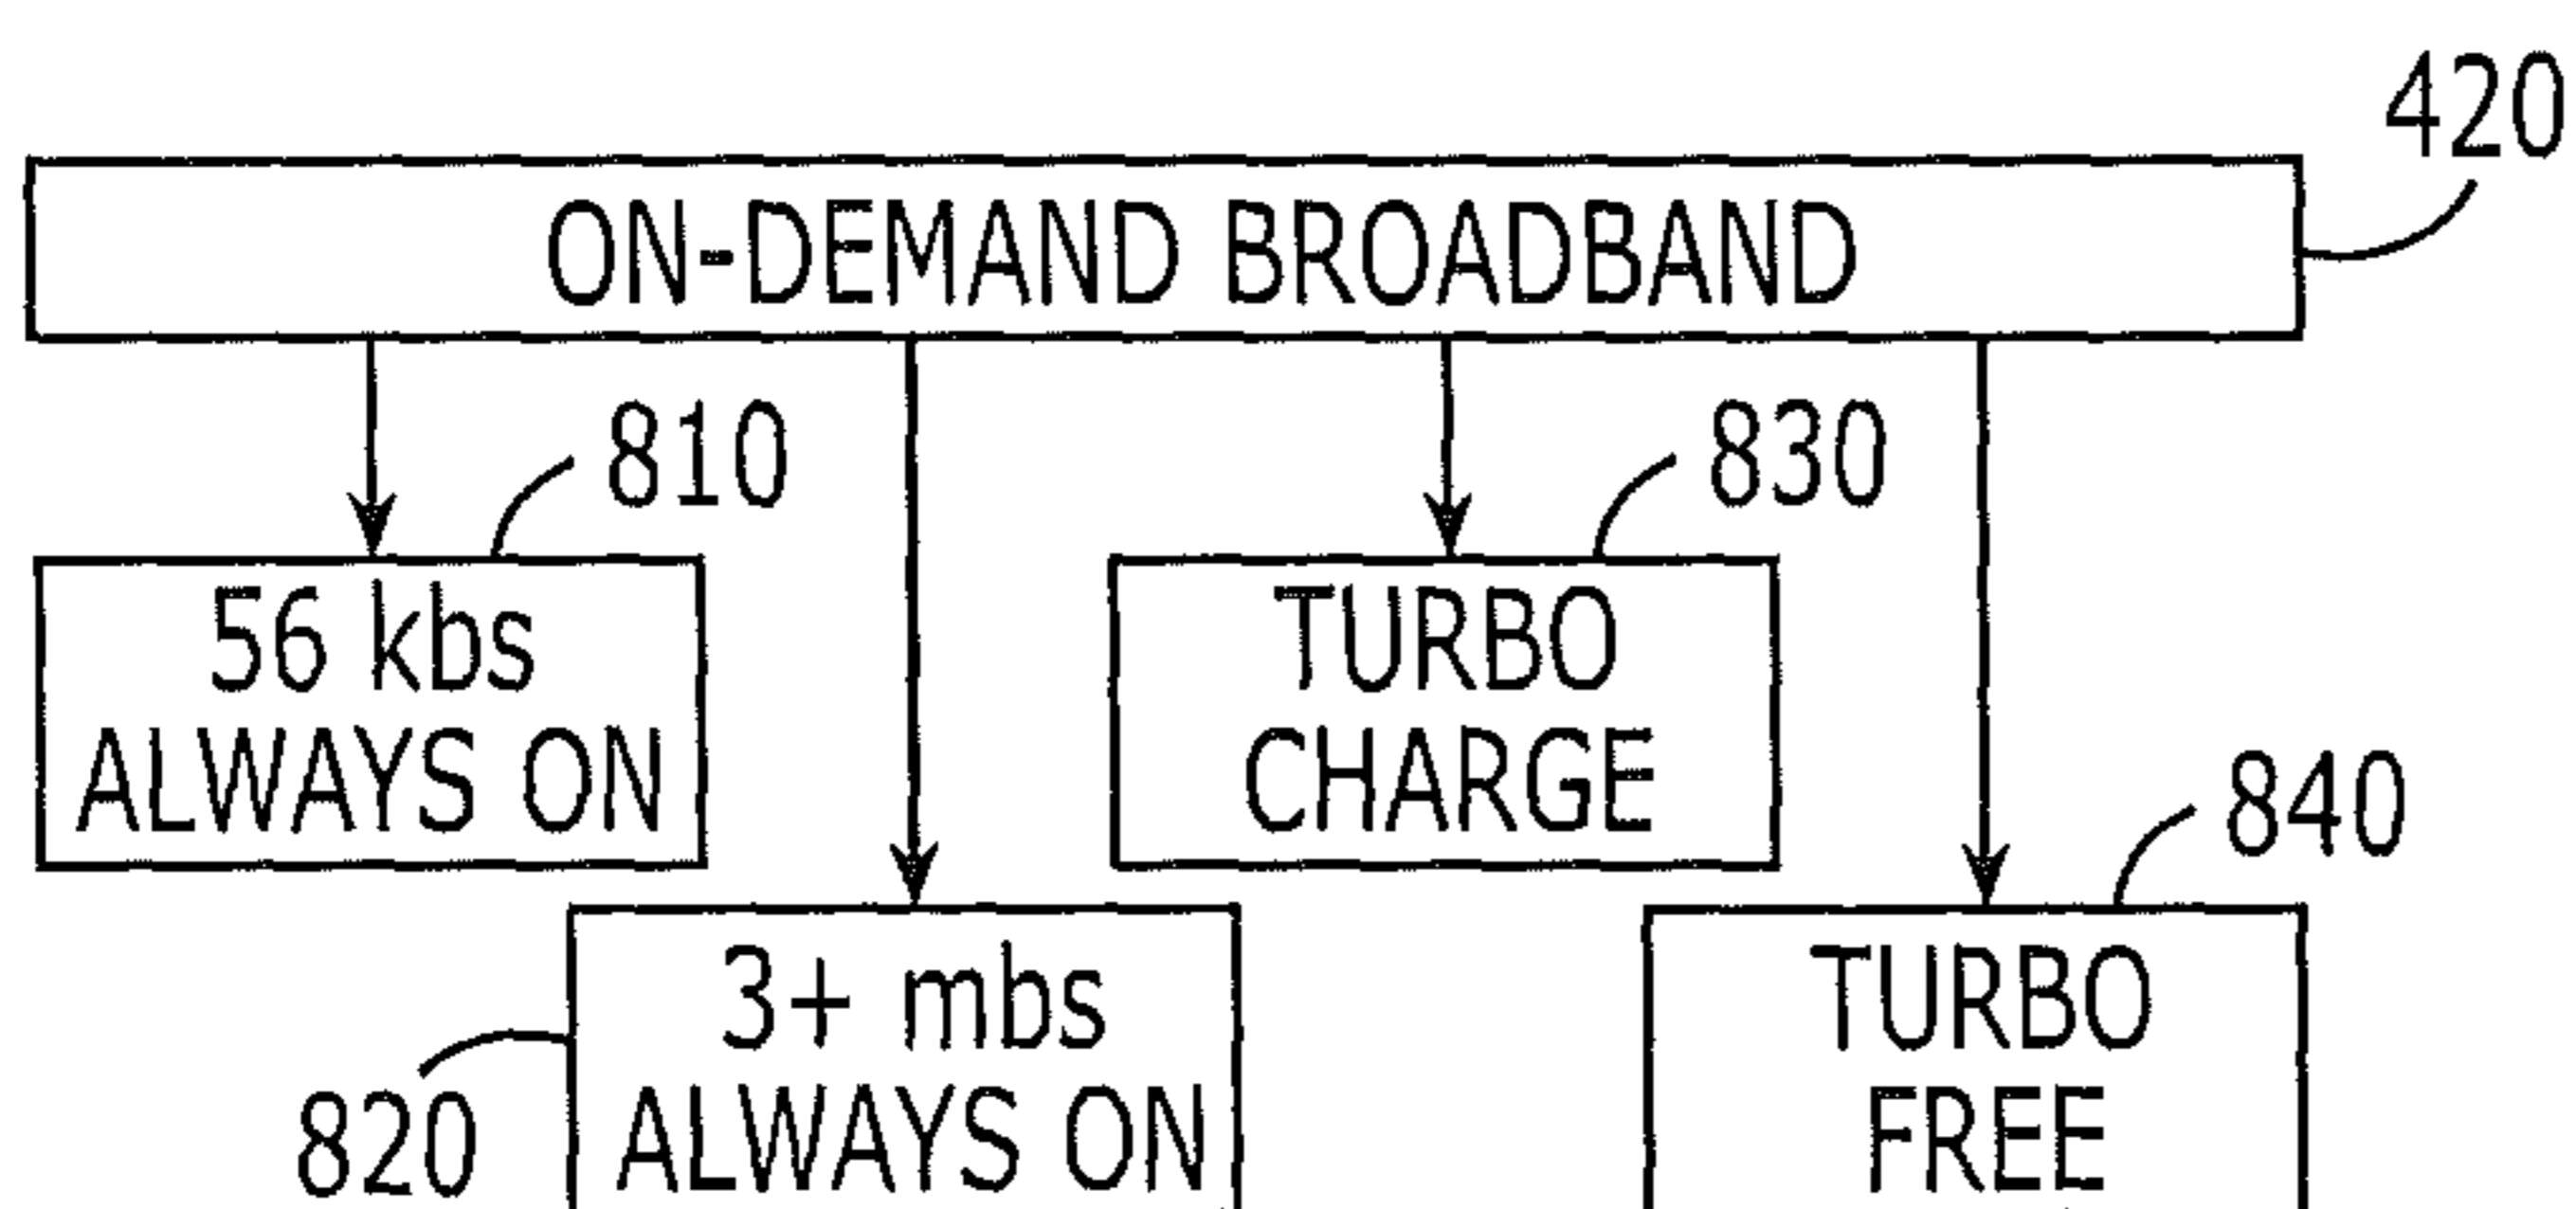 420
ON-DEMAND BROADBAND
810
830
56 kbs
ALWAYS ON
TURBO
CHARGE
840
3+ mbs
ALWAYS ON
820
TURBO
FREE